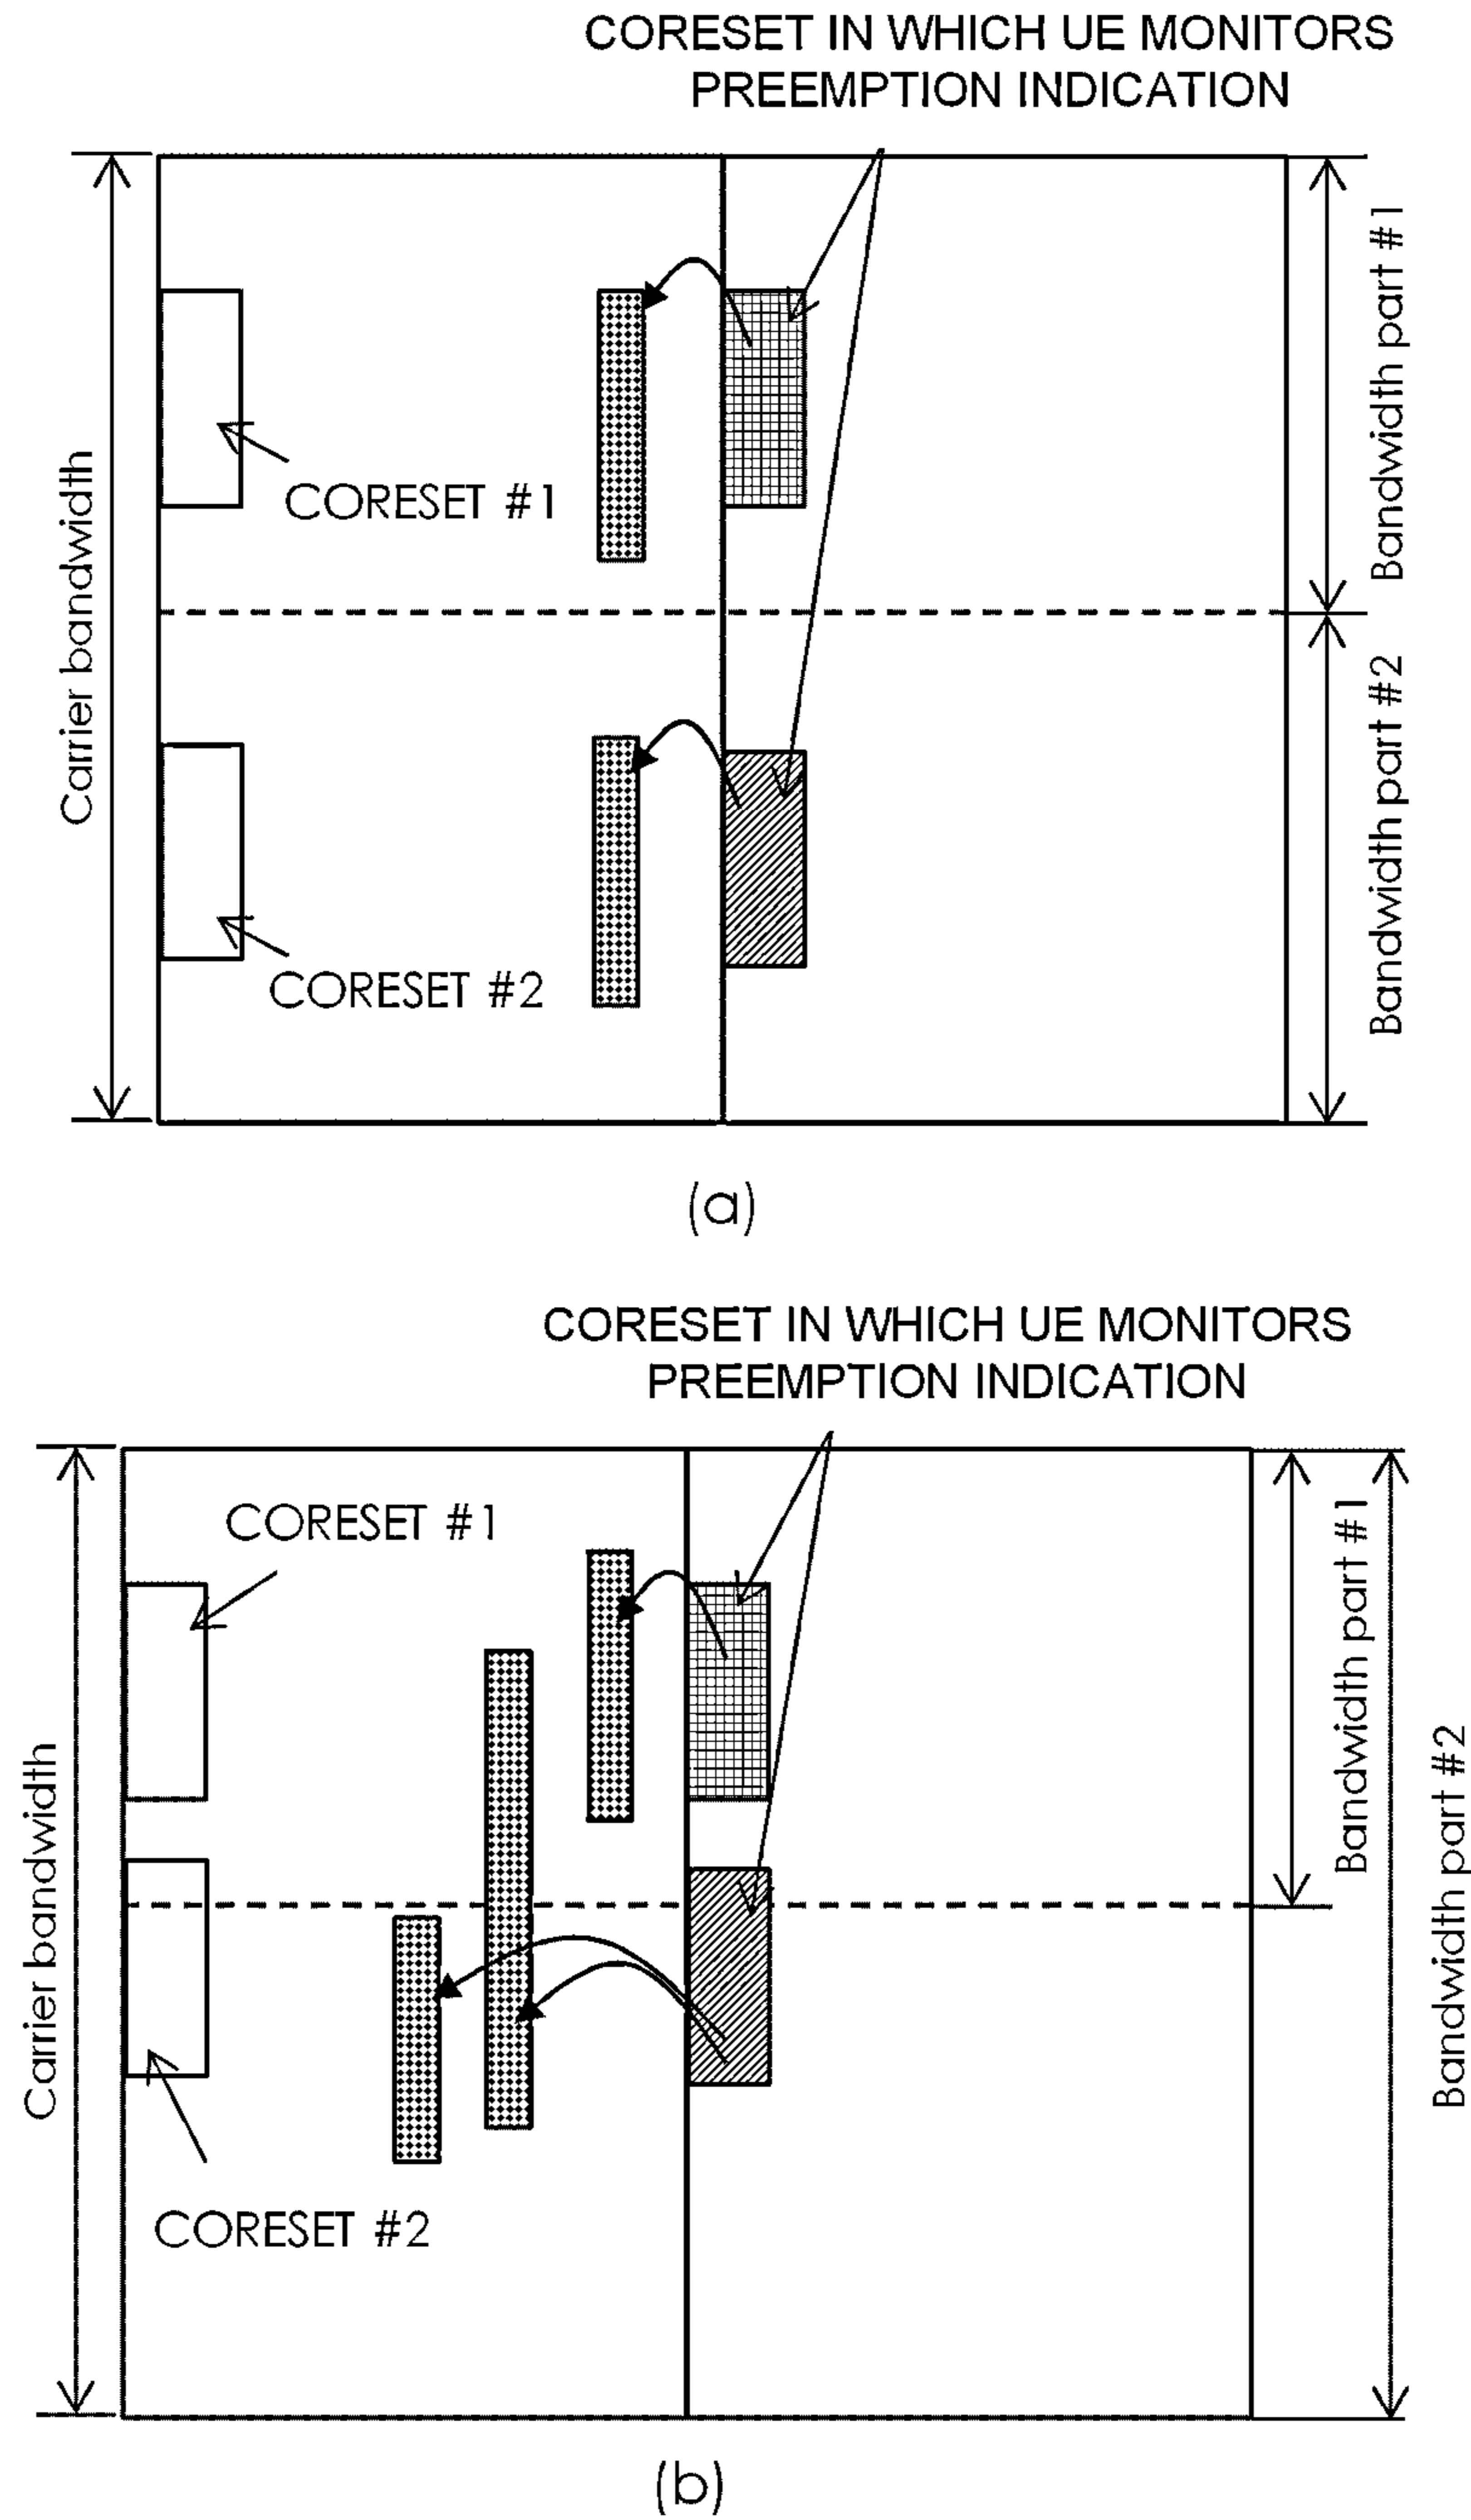 CORESET IN WHICH UE MONITORS
PREEMPTION INDICATION
Carrier bandwidth
CORESET #1
CORESET #2
Bandwidth part #1
Bandwidth part #2
(a)
CORESET IN WHICH UE MONITORS
PREEMPTION INDICATION
Carrier bandwidth
CORESET #1
CORESET #2
Bandwidth part #1
Bandwidth part #2
(b)